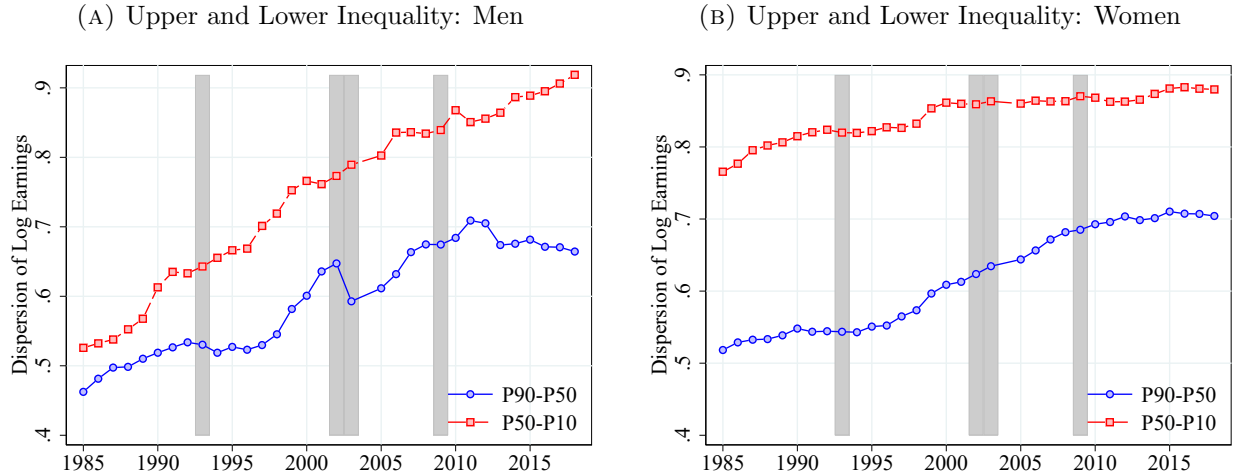 (A) Upper and Lower Inequality: Men
Dispersion of Log Earnings
.9
.8
.7
.6
.5
.4
P90-P50
P50-P10
1985 1990 1995 2000 2005 2010 2015
(B) Upper and Lower Inequality: Women
Dispersion of Log Earnings
.9
.8
.7
.6
.5
.4
P90-P50
P50-P10
1985 1990 1995 2000 2005 2010 2015